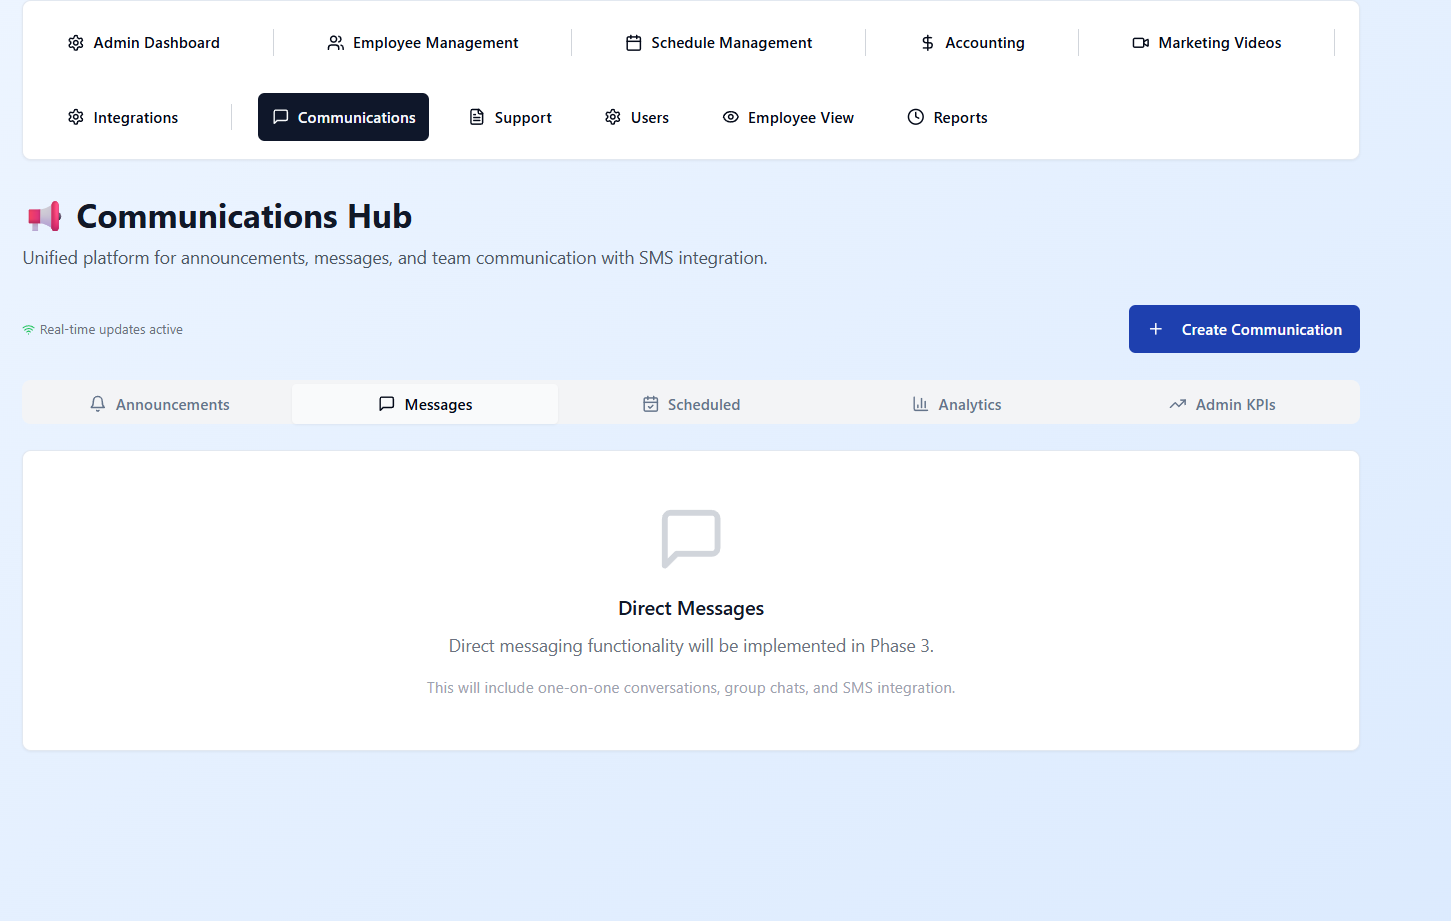 Admin Dashboard
Employee Management
Schedule Management
Accounting
Marketing Videos
Integrations
Communications
Support
Users
Employee View
Reports
Communications Hub
Unified platform for announcements, messages, and team communication with SMS integration.
Real-time updates active
Create Communication
Announcements
Messages
Scheduled
Analytics
Admin KPIs
Direct Messages
Direct messaging functionality will be implemented in Phase 3.
This will include one-on-one conversations, group chats, and SMS integration.